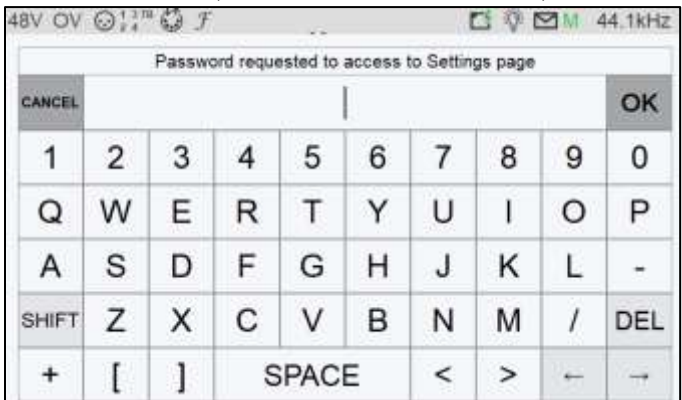 48V OV M 44.1kHz
Password requested to access to Settings page
CANCEL OK
1 2 3 4 5 6 7 8 9 0
Q W E R T Y U I O P
A S D F G H J K L -
SHIFT Z X C V B N M / DEL
+ [ ] SPACE < > ← →